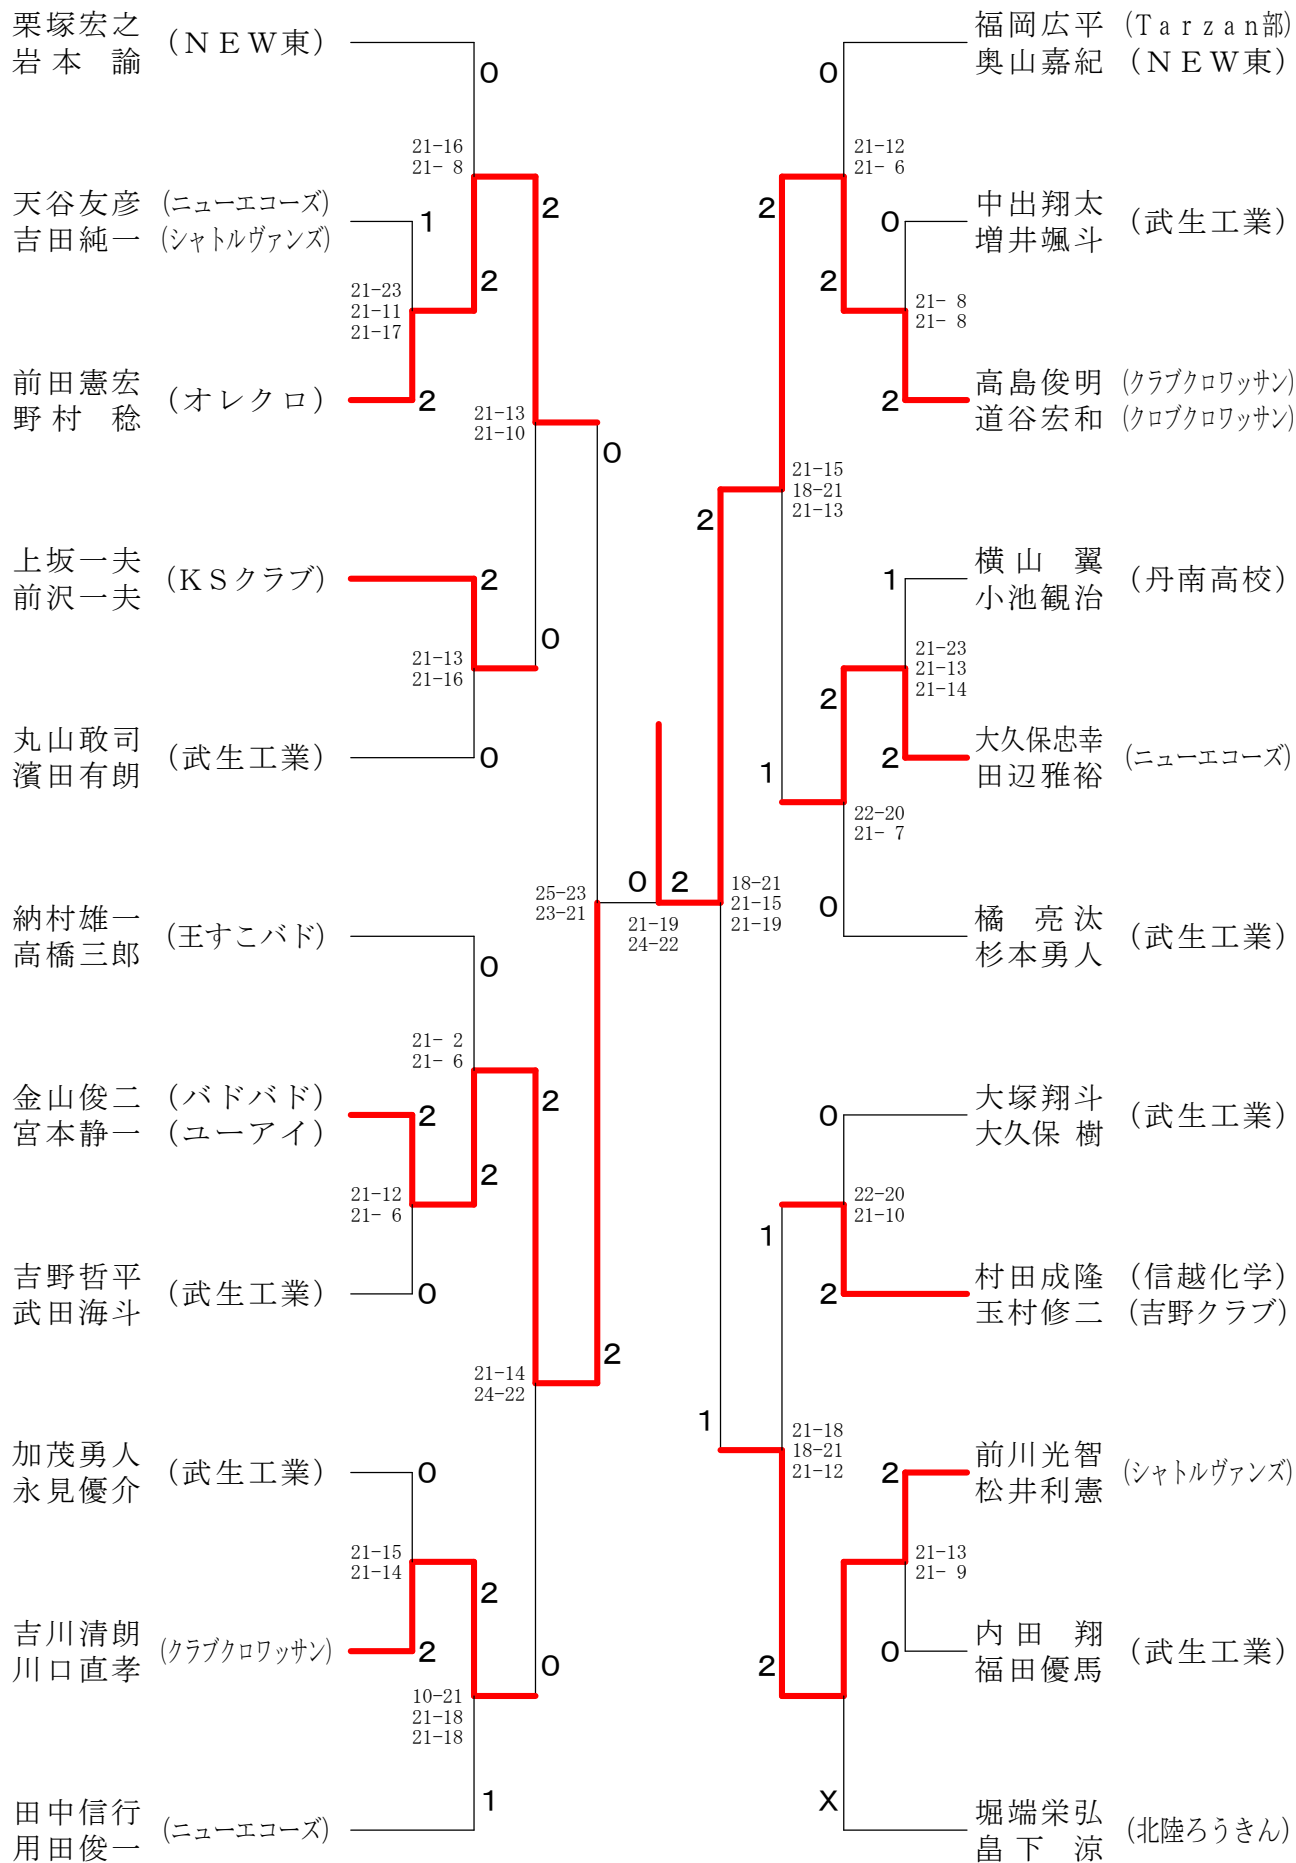 栗塚宏之 (ＮＥＷ東)
岩本　諭
0
21-16
21- 8
天谷友彦 (ニューエコーズ)
吉田純一 (シャトルヴァンズ)
1
2
2
21-23
21-11
21-17
前田憲宏 (オレクロ)
野村　稔
2
21-13
21-10
0
上坂一夫 (ＫＳクラブ)
前沢一夫
2
0
21-13
21-16
丸山敢司 (武生工業)
濱田有朗
0
納村雄一 (王すこバド)
高橋三郎
0
25-23
23-21
21- 2
21- 6
金山俊二 (バドバド)
宮本静一 (ユーアイ)
2
2
2
21-12
21- 6
吉野哲平 (武生工業)
武田海斗
0
2
21-14
24-22
加茂勇人 (武生工業)
永見優介
0
21-15
21-14
2
吉川清朗 (クラブクロワッサン)
川口直孝
2
0
10-21
21-18
21-18
田中信行 (ニューエコーズ)
用田俊一
1
0 2
21-19
24-22
福岡広平 (Ｔａｒｚａｎ部)
奥山嘉紀 (ＮＥＷ東)
0
21-12
21- 6
2
中出翔太 (武生工業)
増井颯斗
0
2
21- 8
21- 8
高島俊明 (クラブクロワッサン)
道谷宏和 (クロブクロワッサン)
2
21-15
18-21
21-13
2
横山　翼 (丹南高校)
小池観治
1
21-23
21-13
21-14
2
大久保忠幸 (ニューエコーズ)
田辺雅裕
2
1
22-20
21- 7
18-21
21-15
21-19
橘　亮汰 (武生工業)
杉本勇人
0
大塚翔斗 (武生工業)
大久保 樹
0
22-20
21-10
1
村田成隆 (信越化学)
玉村修二 (吉野クラブ)
2
1
21-18
18-21
21-12
前川光智 (シャトルヴァンズ)
松井利憲
2
21-13
21- 9
内田　翔 (武生工業)
福田優馬
0
2
堀端栄弘 (北陸ろうきん)
畠下　涼
X